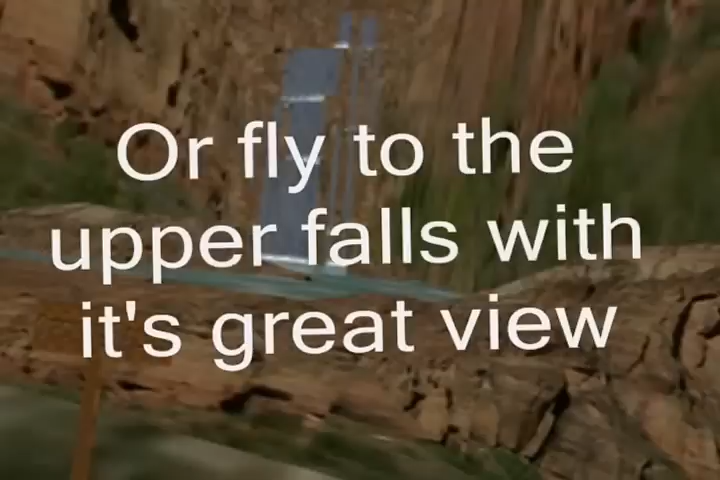 Or fly to the
upper falls with
it's great view